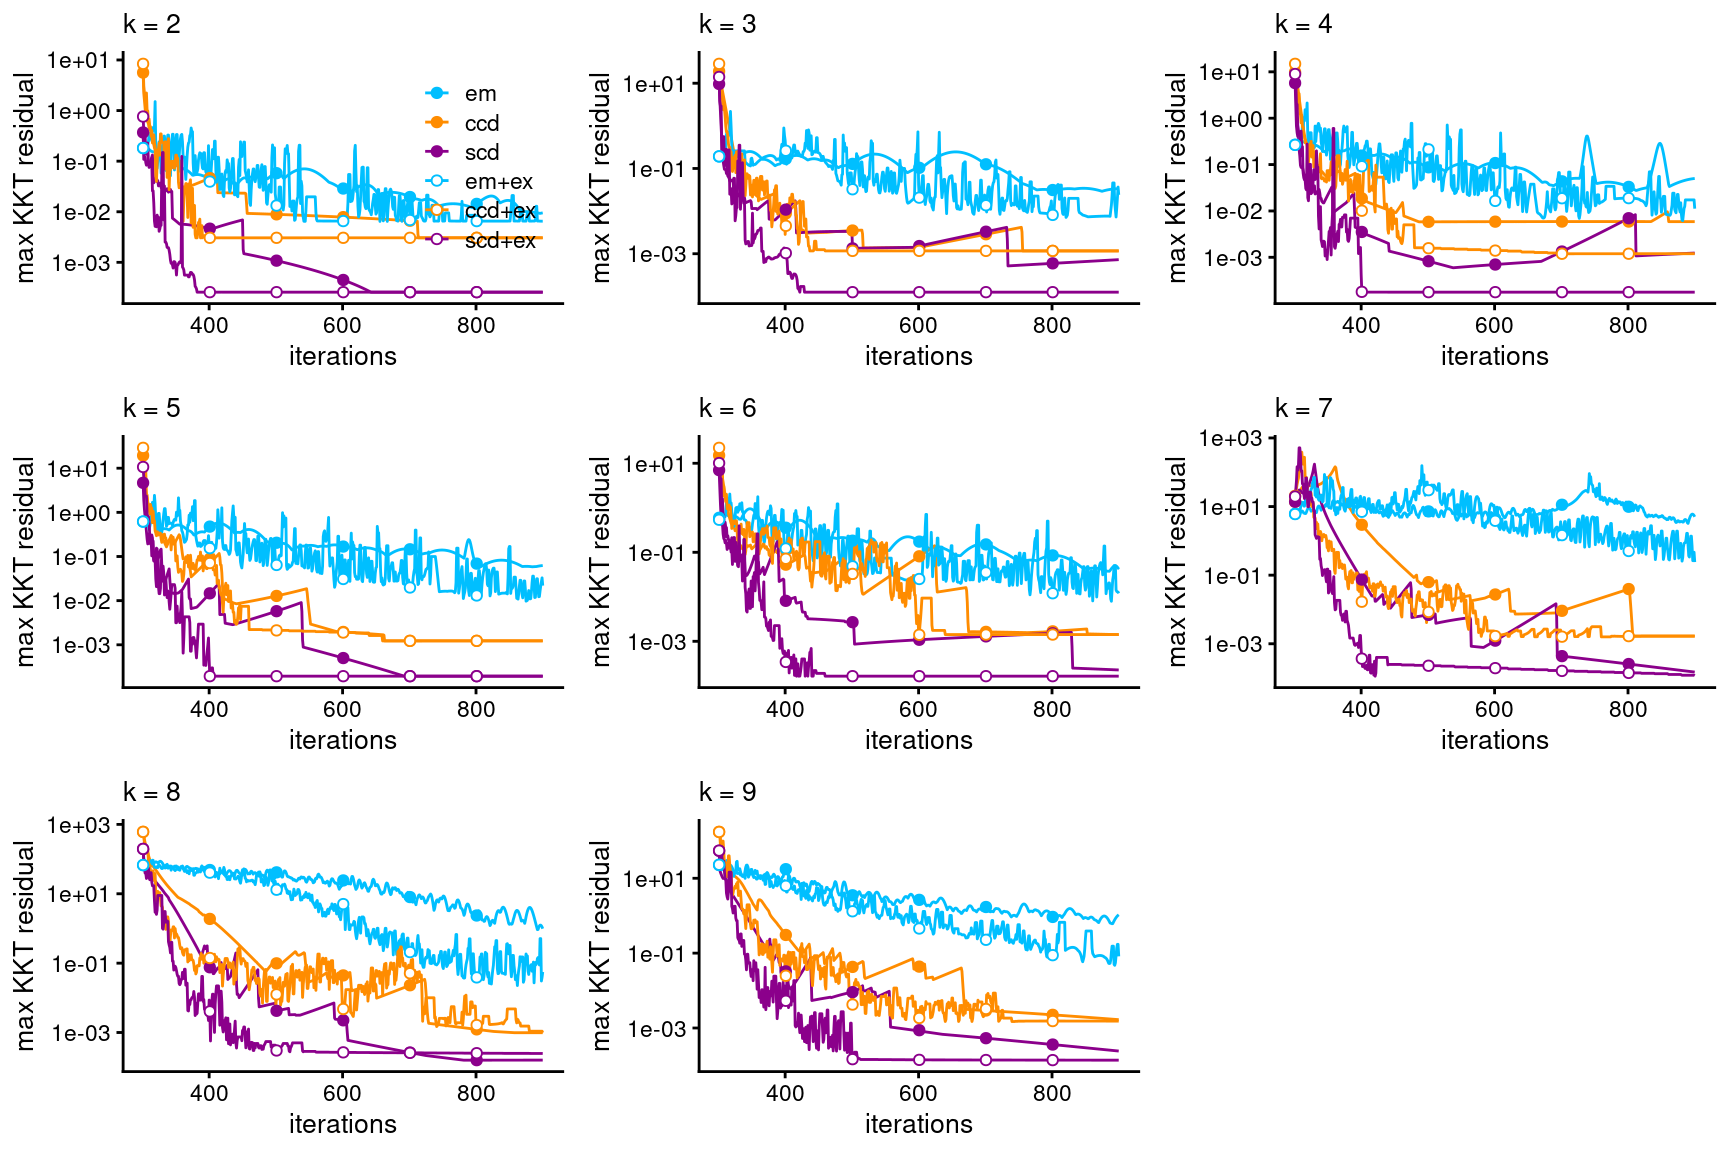 k = 2
max KKT residual
1e+01
1e+00
1e-01
1e-02
1e-03
em
ccd
scd
em+ex
ccd+ex
scd+ex
400 600 800
iterations
k = 3
max KKT residual
1e+01
1e-01
1e-03
400 600 800
iterations
k = 4
max KKT residual
1e+01
1e+00
1e-01
1e-02
1e-03
400 600 800
iterations
k = 5
max KKT residual
1e+01
1e+00
1e-01
1e-02
1e-03
400 600 800
iterations
k = 6
max KKT residual
1e+01
1e-01
1e-03
400 600 800
iterations
k = 7
max KKT residual
1e+03
1e+01
1e-01
1e-03
400 600 800
iterations
k = 8
max KKT residual
1e+03
1e+01
1e-01
1e-03
400 600 800
iterations
k = 9
max KKT residual
1e+01
1e-01
1e-03
400 600 800
iterations